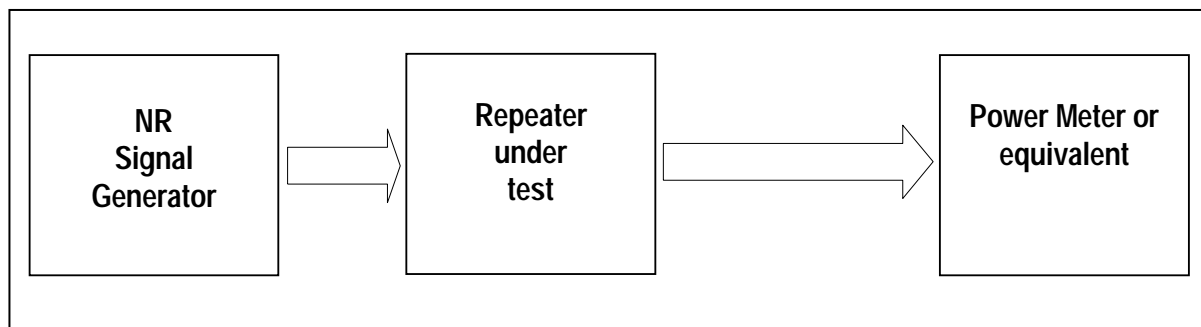 NR
Signal
Generator
Repeater
under
test
Power Meter or
equivalent